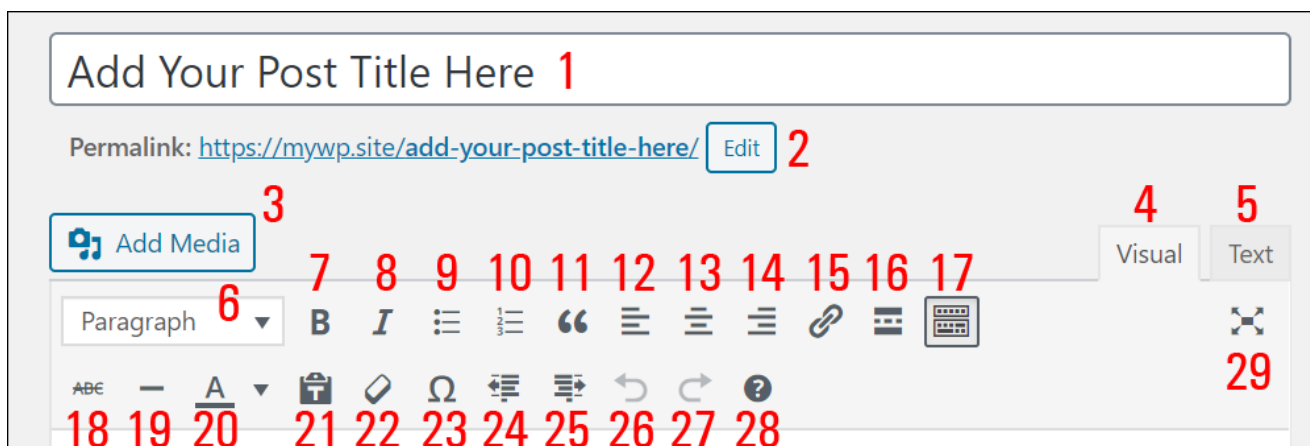 Add Your Post Title Here 1
Permalink: https://mywp.site/add-your-post-title-here/ Edit 2
3 4 5
Add Media Visual Text
7 8 9 10 11 12 13 14 15 16 17
Paragraph 6 B I
29
ABC A T Ω ?
18 19 20 21 22 23 24 25 26 27 28